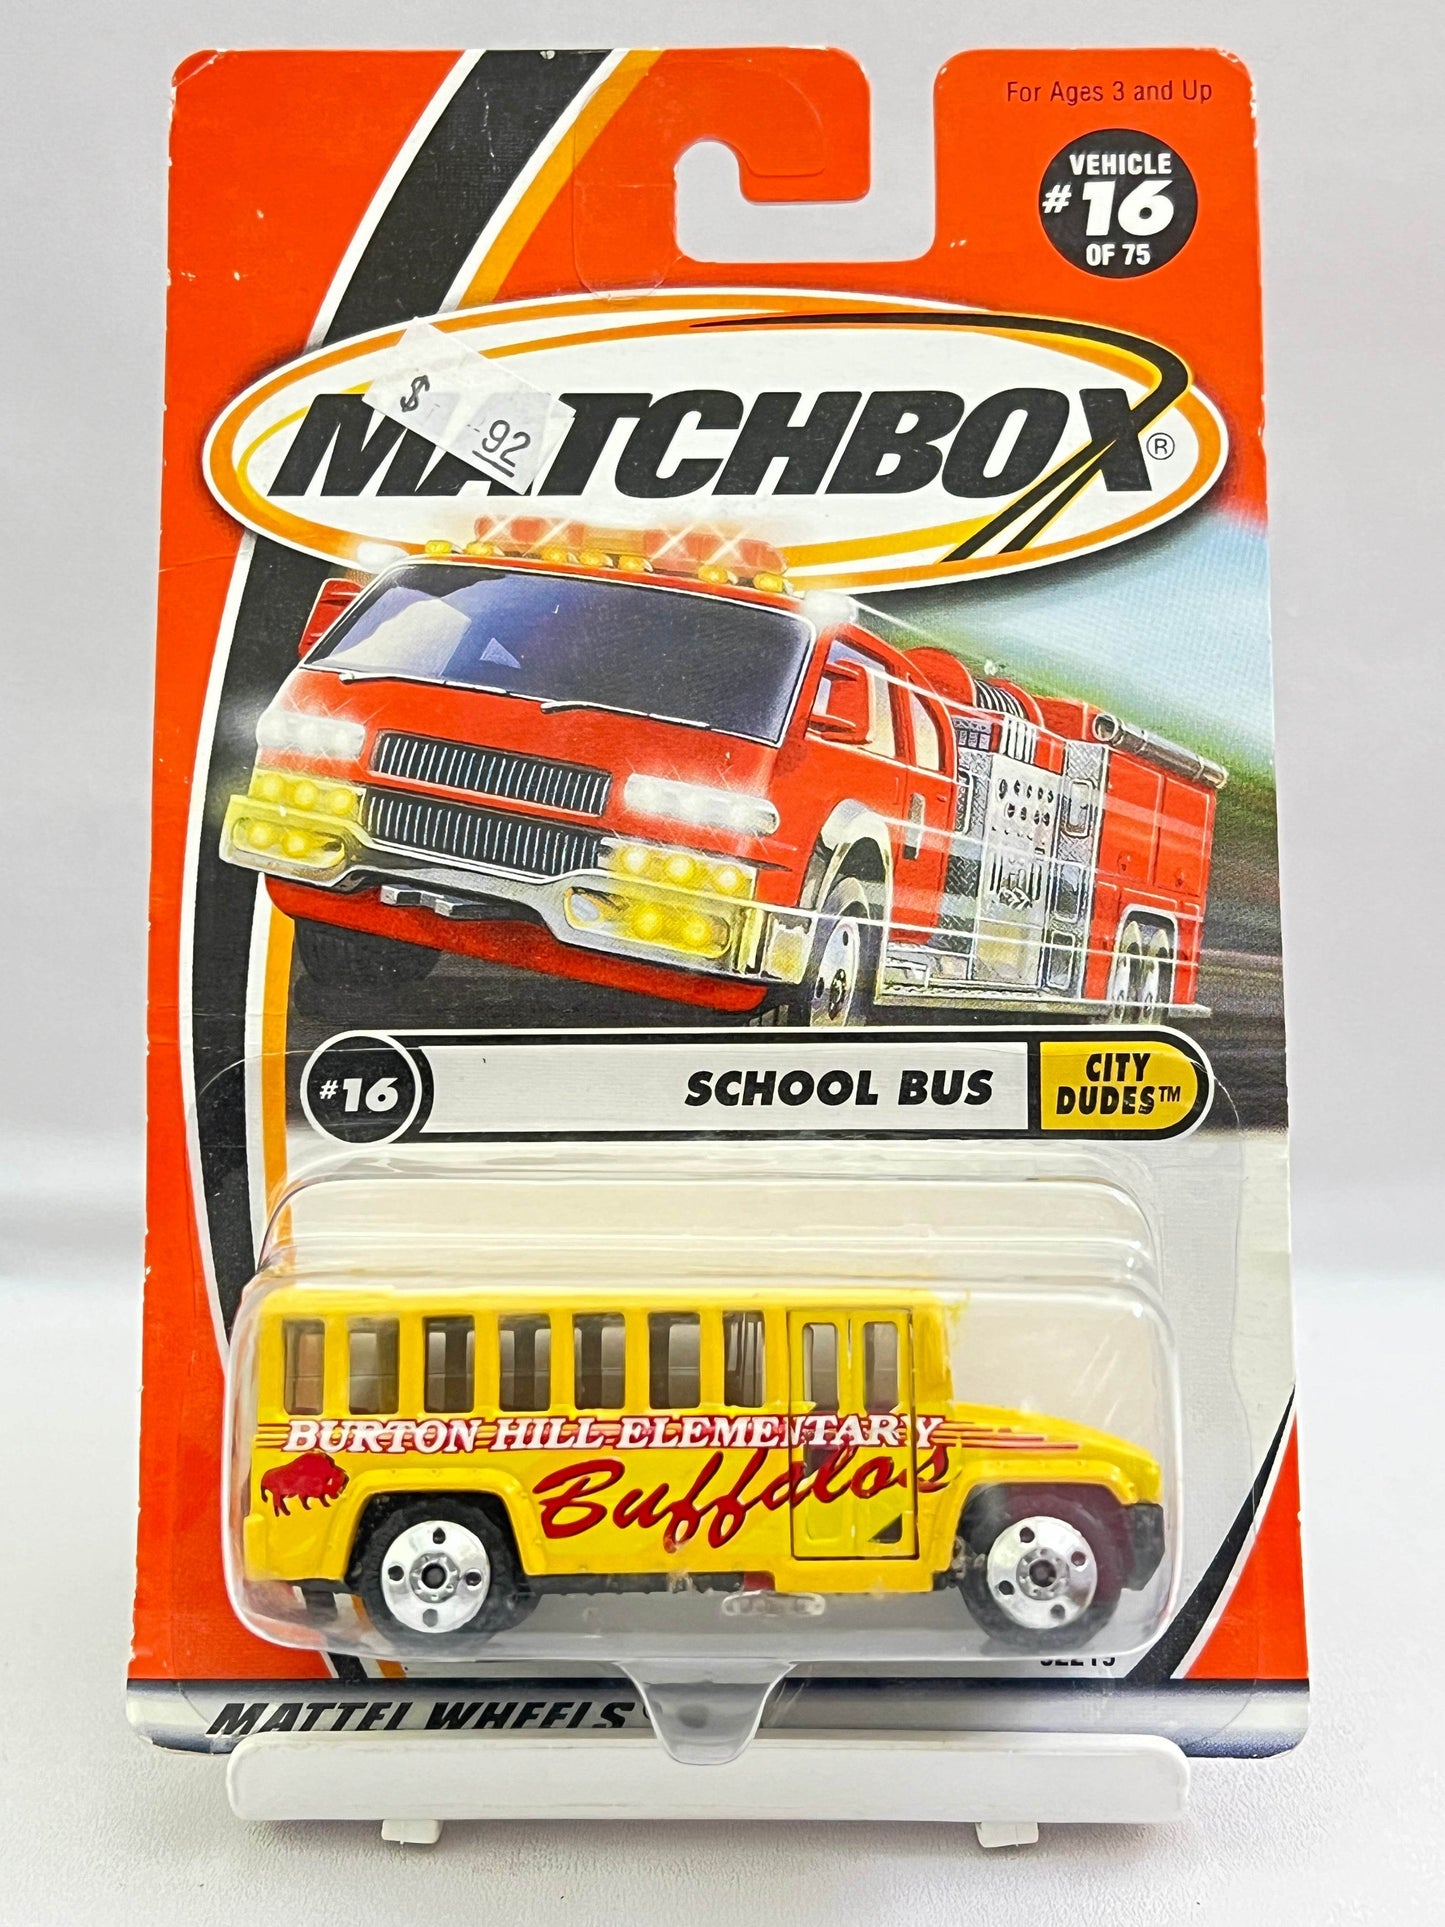 For Ages 3 and Up
VEHICLE
#16
OF 75
$ 92
MATCHBOX®
#16
SCHOOL BUS
CITY
DUDES™
BURTON HILL ELEMENTARY
Buffalos
MATTEL WHEELS